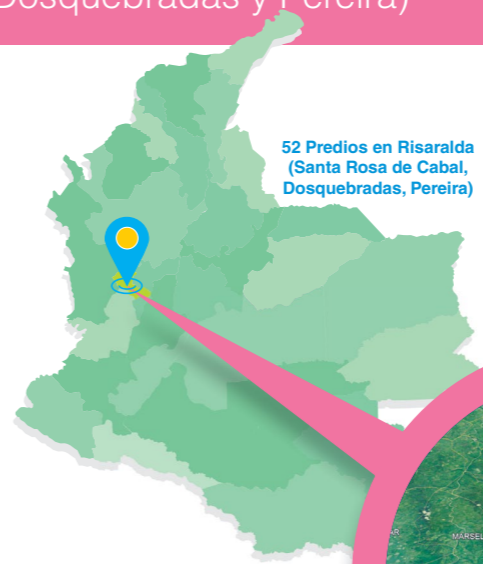 Dosquebradas y Pereira)
52 Predios en Risaralda
(Santa Rosa de Cabal,
Dosquebradas, Pereira)